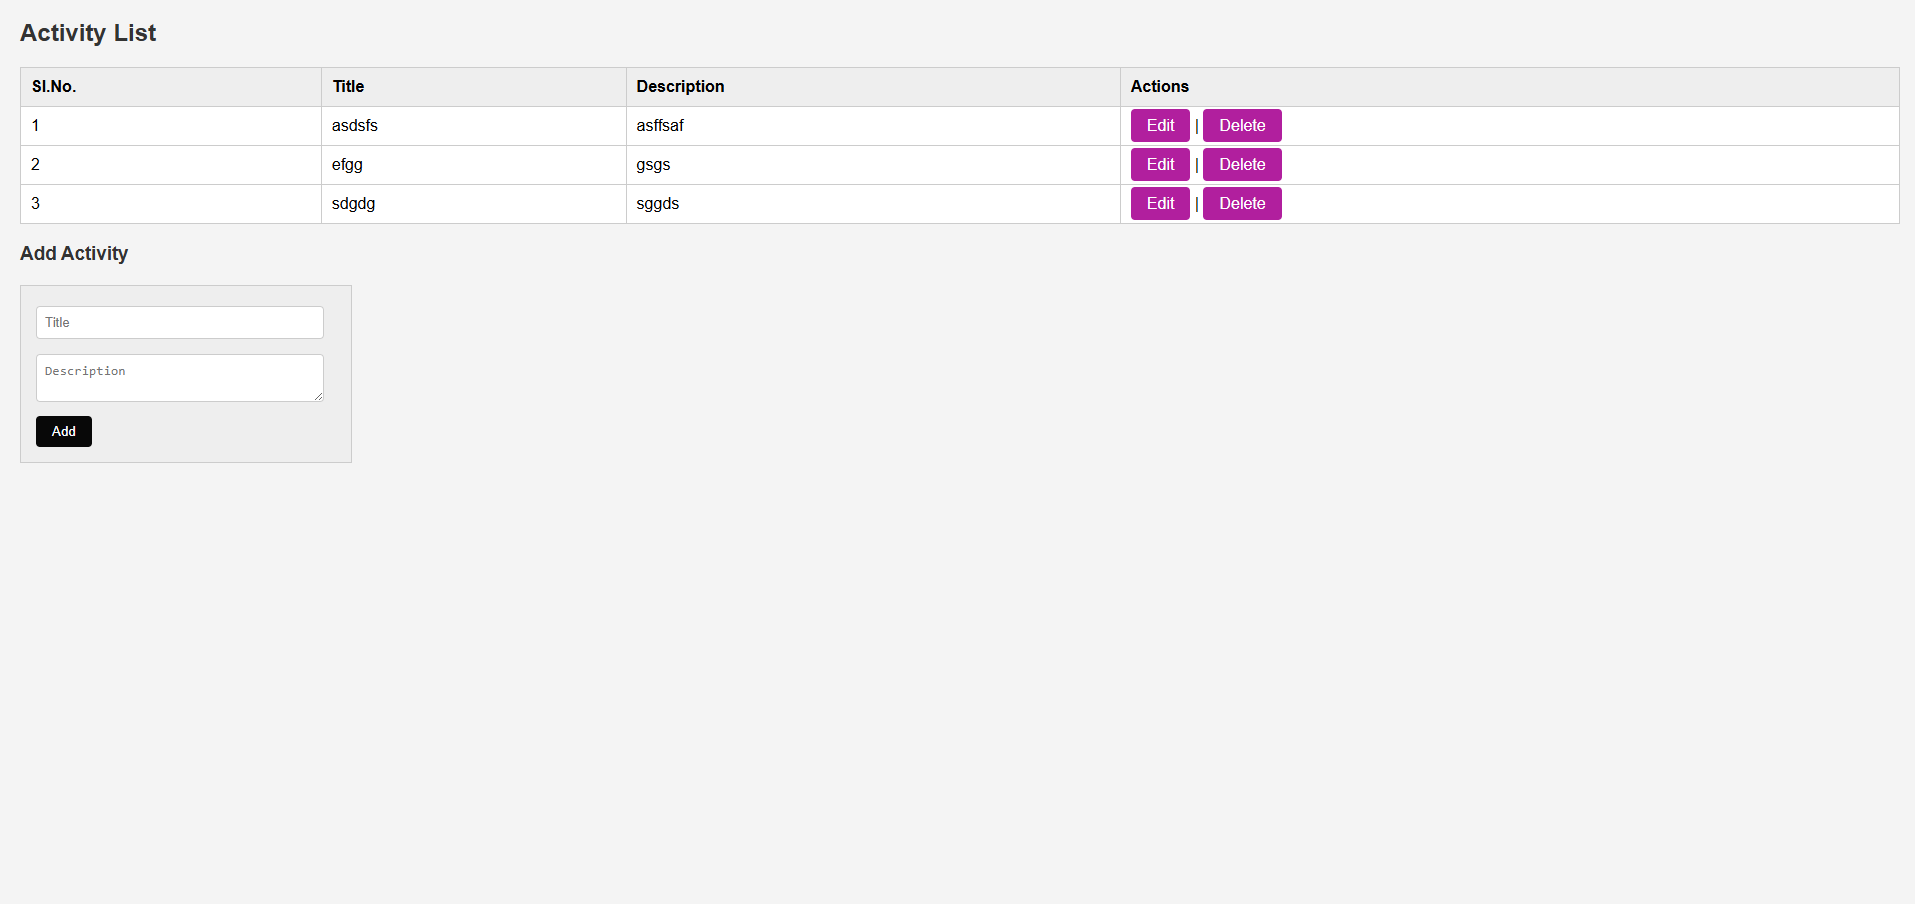 Activity List
Sl.No. Title Description Actions
1 asdsfs asffsaf Edit | Delete
2 efgg gsgs Edit | Delete
3 sdgdg sggds Edit | Delete
Add Activity
Title
Description
Add